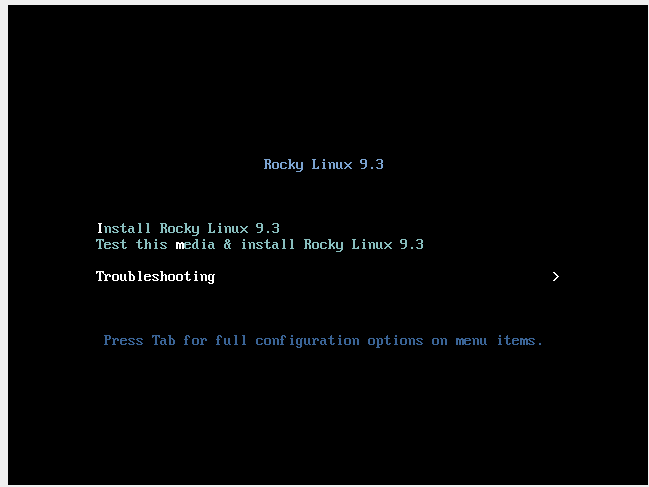 Rocky Linux 9.3
Install Rocky Linux 9.3
Test this media & install Rocky Linux 9.3
Troubleshooting >
Press Tab for full configuration options on menu items.